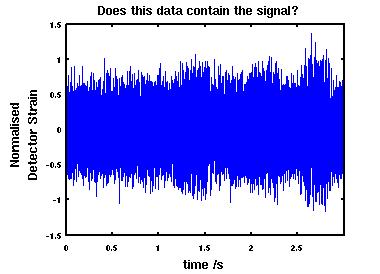 Does this data contain the signal?
1.5
1
0.5
0
-0.5
-1
-1.5
Normalised
Detector Strain
0 0.5 1 1.5 2 2.5
time /s